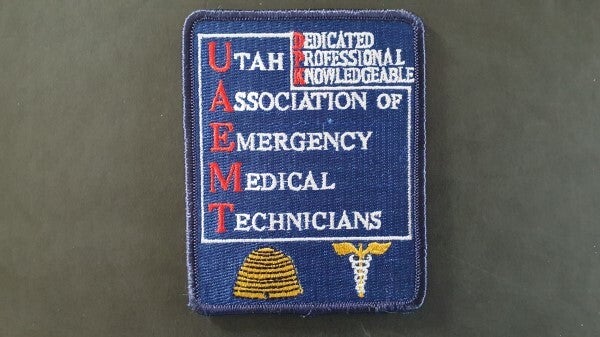 DEDICATED
PROFESSIONAL
KNOWLEDGEABLE
UTAH
ASSOCIATION OF
EMERGENCY
MEDICAL
TECHNICIANS